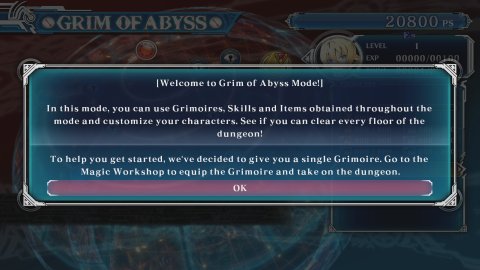 GRIM OF ABYSS
20800 PS
LEVEL 1
EXP 00000/00100
[Welcome to Grim of Abyss Mode!]
In this mode, you can use Grimoires, Skills and Items obtained throughout the
mode and customize your characters. See if you can clear every floor of the
dungeon!
To help you get started, we've decided to give you a single Grimoire. Go to the
Magic Workshop to equip the Grimoire and take on the dungeon.
OK